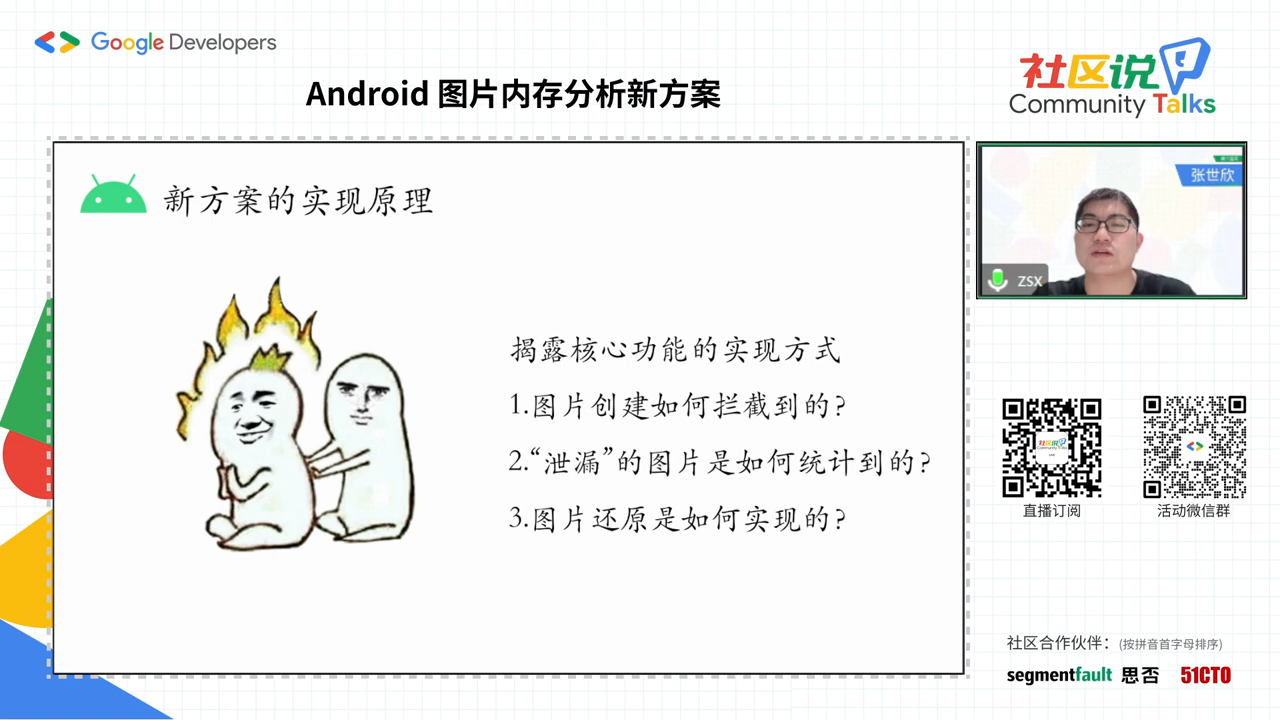 Google Developers
Android 图片内存分析新方案
社区说
Community Talks
新方案的实现原理
揭露核心功能的实现方式
1.图片创建如何拦截到的?
2.“泄漏”的图片是如何统计到的?
3.图片还原是如何实现的?
张世欣
ZSX
直播订阅
活动微信群
社区合作伙伴：(按拼音首字母排序)
segmentfault 思否 51CTO